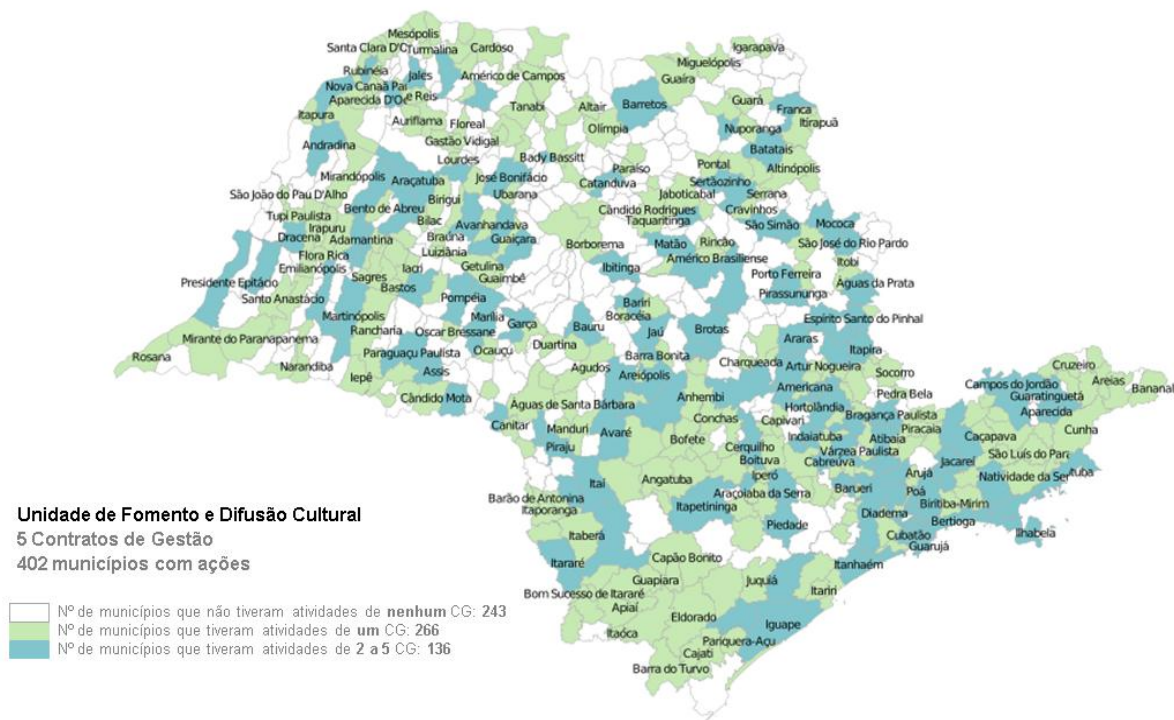 Mesópolis
Santa Clara D'O
Turmalina
Cardoso
Igarapava
Miguelópolis
Rubinéia
Jales
Américo de Campos
Guaíra
Nova Canaã Pau
Aparecida D'Oe
e Reis
Tanabi
Altair
Barretos
Guará
Franca
Itapura
Auriflama
Floreal
Olímpia
Nuporanga
Itirapuã
Andradina
Gastão Vidigal
Batatais
Lourdes
Bady Bassitt
Mirandópolis
Araçatuba
José Bonifácio
Paraíso
Catanduva
Pontal
Sertãozinho
Altinópolis
São João do Pau D'Alho
Birigui
Ubarana
Jaboticabal
Serrana
Tupi Paulista
Bento de Abreu
Bilac
Avanhandava
Cândido Rodrigues
Taquaritinga
Cravinhos
Irapuru
Dracena
Adamantina
Braúna
Guaiçara
São Simão
Mococa
Flora Rica
Luiziânia
Borborema
Matão
Rincão
São José do Rio Pardo
Emilianópolis
Iacri
Getulina
Ibitinga
Américo Brasiliense
Itobi
Presidente Epitácio
Sagres
Bastos
Guaimbê
Porto Ferreira
Águas da Prata
Santo Anastácio
Pompéia
Bariri
Pirassununga
Martinópolis
Marília
Garça
Boracéia
Espírito Santo do Pinhal
Rancharia
Oscar Bressane
Bauru
Jaú
Brotas
Mirante do Paranapanema
Paraguaçu Paulista
Ocauçu
Duartina
Araras
Itapira
Rosana
Narandiba
Assis
Agudos
Barra Bonita
Charqueada
Artur Nogueira
Cruzeiro
Iepê
Areiópolis
Socorro
Campos do Jordão
Areias
Bananal
Cândido Mota
Águas de Santa Bárbara
Anhembi
Americana
Pedra Bela
Guaratinguetá
Canitar
Manduri
Avaré
Conchas
Capivari
Hortolândia
Bragança Paulista
Aparecida
Piraju
Bofete
Cerquilho
Indaiatuba
Atibaia
Piracaia
Caçapava
Cunha
Boituva
Várzea Paulista
São Luís do Para
Itaí
Angatuba
Iperó
Cabreúva
Arujá
Jacareí
Natividade da Ser
tuba
Barão de Antonina
Araçoiaba da Serra
Barueri
Poá
Itaporanga
Itapetininga
Biritiba-Mirim
Itaberá
Piedade
Diadema
Bertioga
Ilhabela
Cubatão
Guarujá
Itararé
Capão Bonito
Itanhaém
Guapiara
Juquiá
Bom Sucesso de Itararé
Itariri
Apiaí
Eldorado
Itaóca
Iguape
Pariquera-Açu
Cajati
Barra do Turvo
Unidade de Fomento e Difusão Cultural
5 Contratos de Gestão
402 municípios com ações
Nº de municípios que não tiveram atividades de nenhum CG: 243
Nº de municípios que tiveram atividades de um CG: 266
Nº de municípios que tiveram atividades de 2 a 5 CG: 136